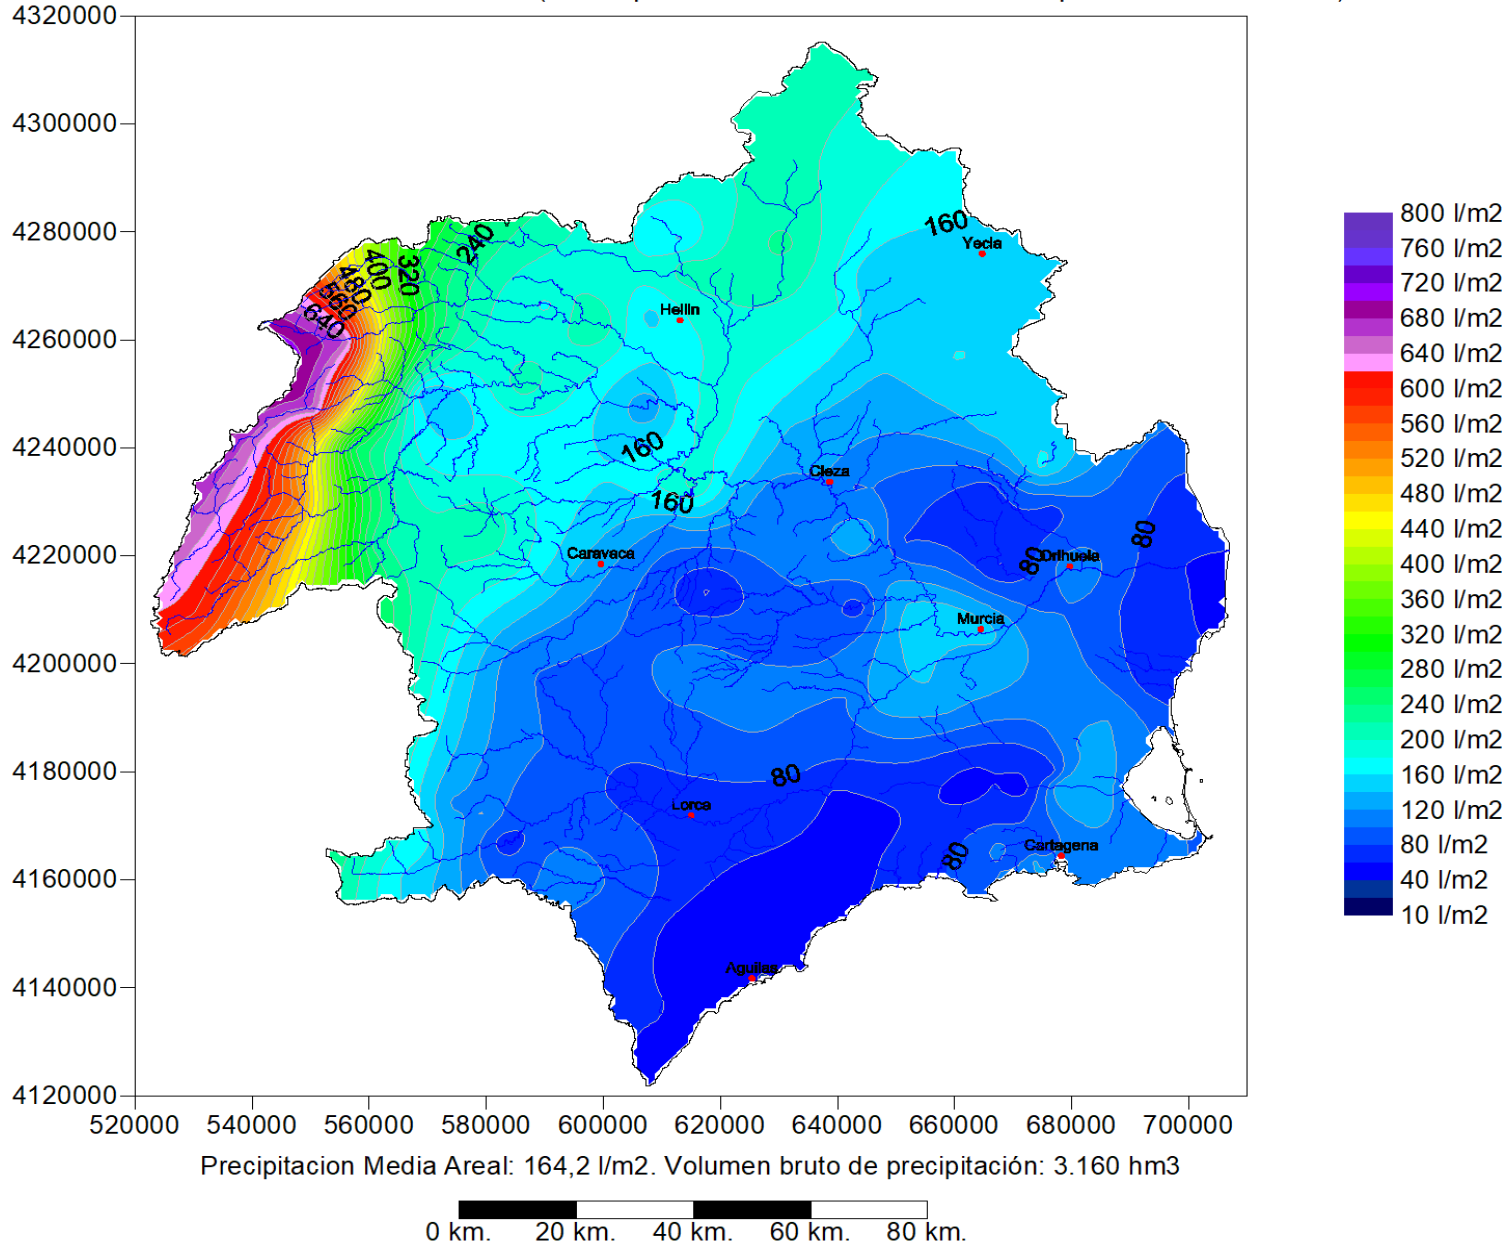 4320000
4300000
4280000
4260000
4240000
4220000
4200000
4180000
4160000
4140000
4120000
520000 540000 560000 580000 600000 620000 640000 660000 680000 700000
160
Yecla
240
400
320
480
560
640
Hellin
160
160
Cieza
Caravaca
80
80
Orihuela
Murcia
80
Lorca
80
Cartagena
Aguilas
800 l/m2
760 l/m2
720 l/m2
680 l/m2
640 l/m2
600 l/m2
560 l/m2
520 l/m2
480 l/m2
440 l/m2
400 l/m2
360 l/m2
320 l/m2
280 l/m2
240 l/m2
200 l/m2
160 l/m2
120 l/m2
80 l/m2
40 l/m2
10 l/m2
Precipitacion Media Areal: 164,2 l/m2. Volumen bruto de precipitación: 3.160 hm3
0 km. 20 km. 40 km. 60 km. 80 km.